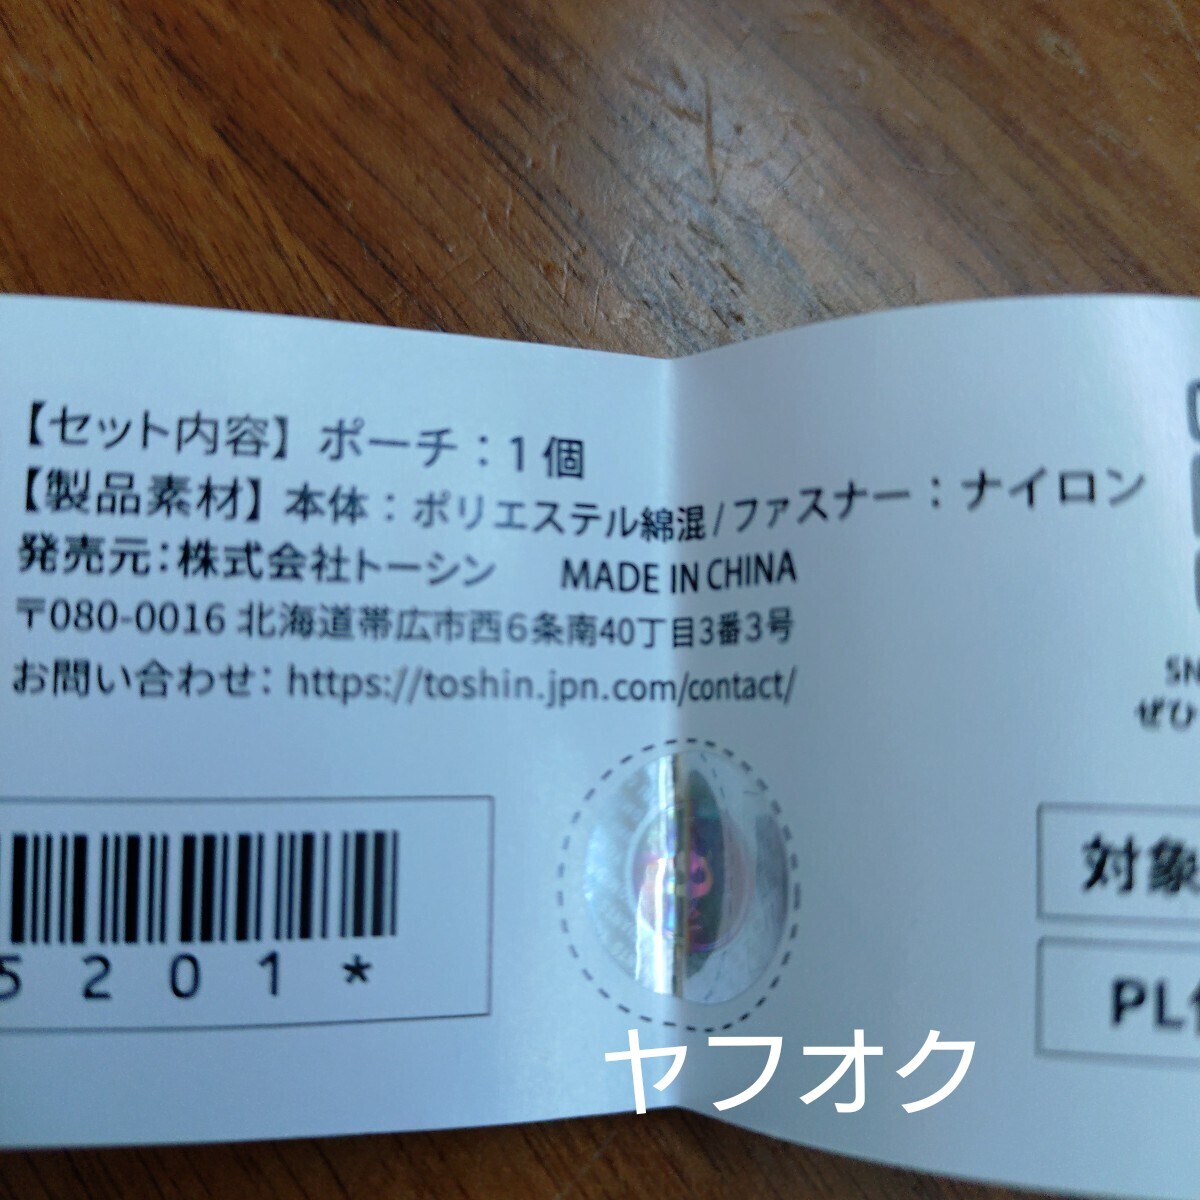 【セット内容】ポーチ：1個
【製品素材】本体：ポリエステル綿混/ファスナー：ナイロン
発売元：株式会社トーシン MADE IN CHINA
〒080-0016 北海道帯広市西6条南40丁目3番3号
お問い合わせ：https://toshin.jpn.com/contact/
SN
ぜひ
5201*
対象
PL
ヤフオク